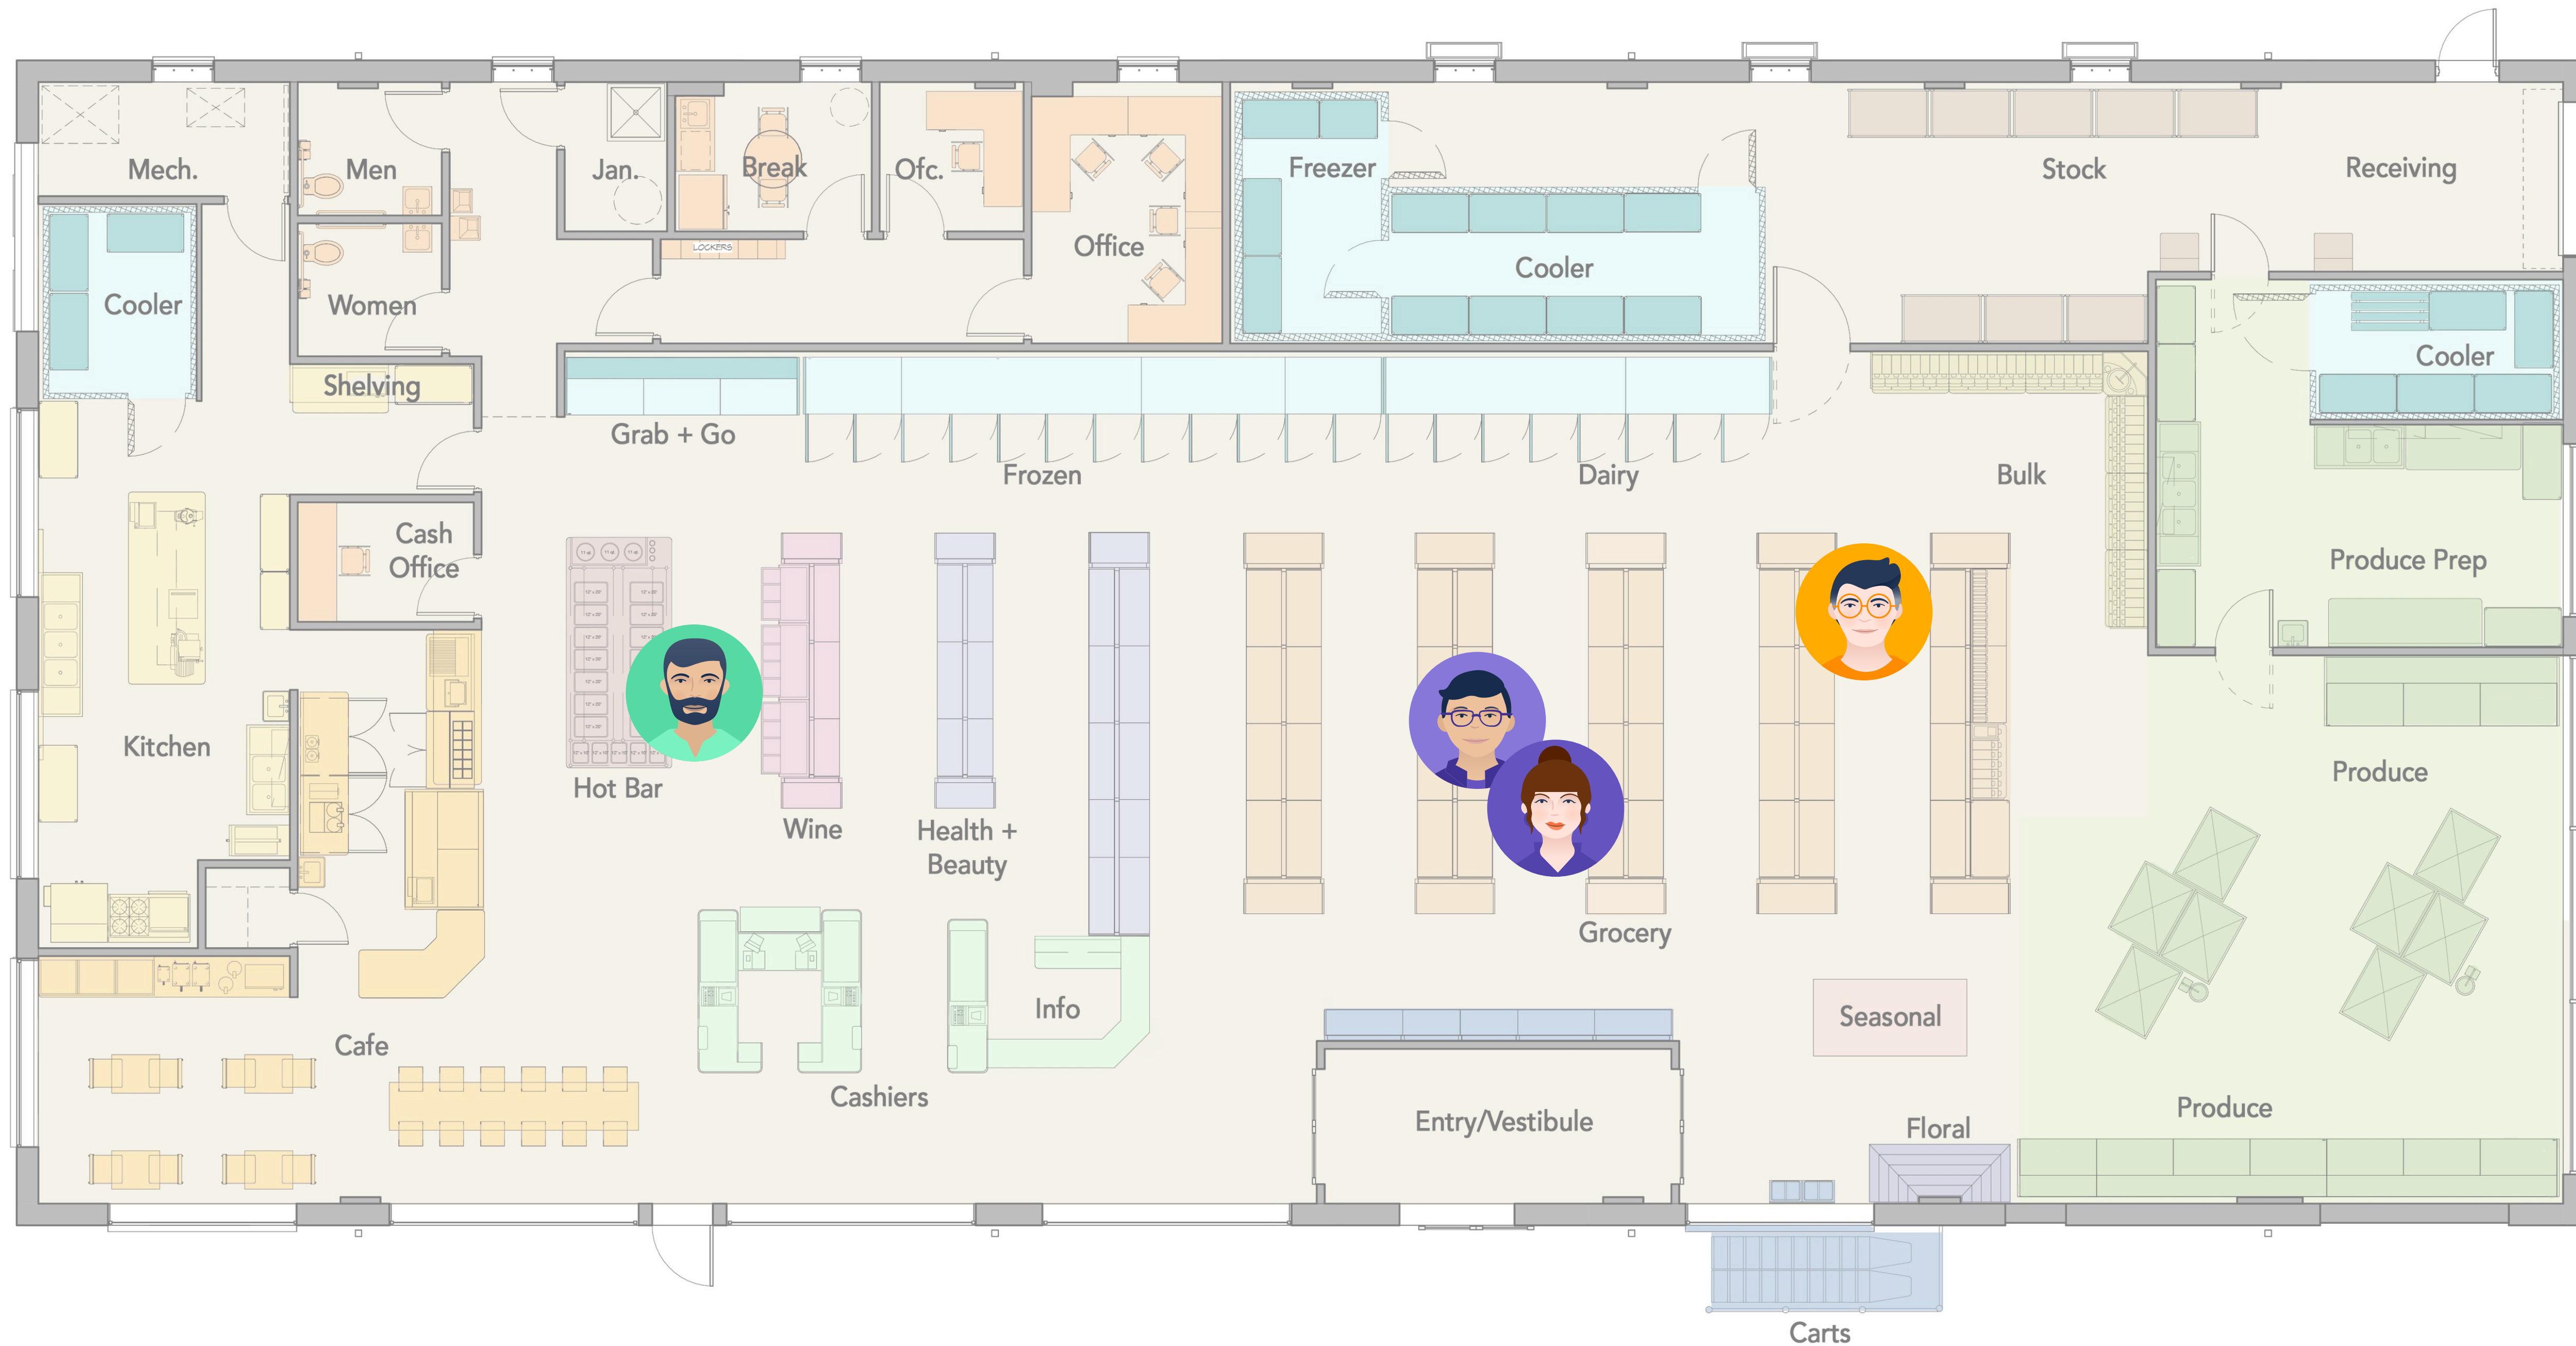 Mech.
Men
Jan.
Break
Ofc.
Freezer
Stock
Receiving
LOCKERS
Office
Cooler
Cooler
Women
Cooler
Shelving
Grab + Go
Frozen
Dairy
Bulk
Cash
Office
Produce Prep
Kitchen
Hot Bar
Wine
Health +
Beauty
Produce
Grocery
Info
Seasonal
Cafe
Cashiers
Entry/Vestibule
Floral
Produce
Carts